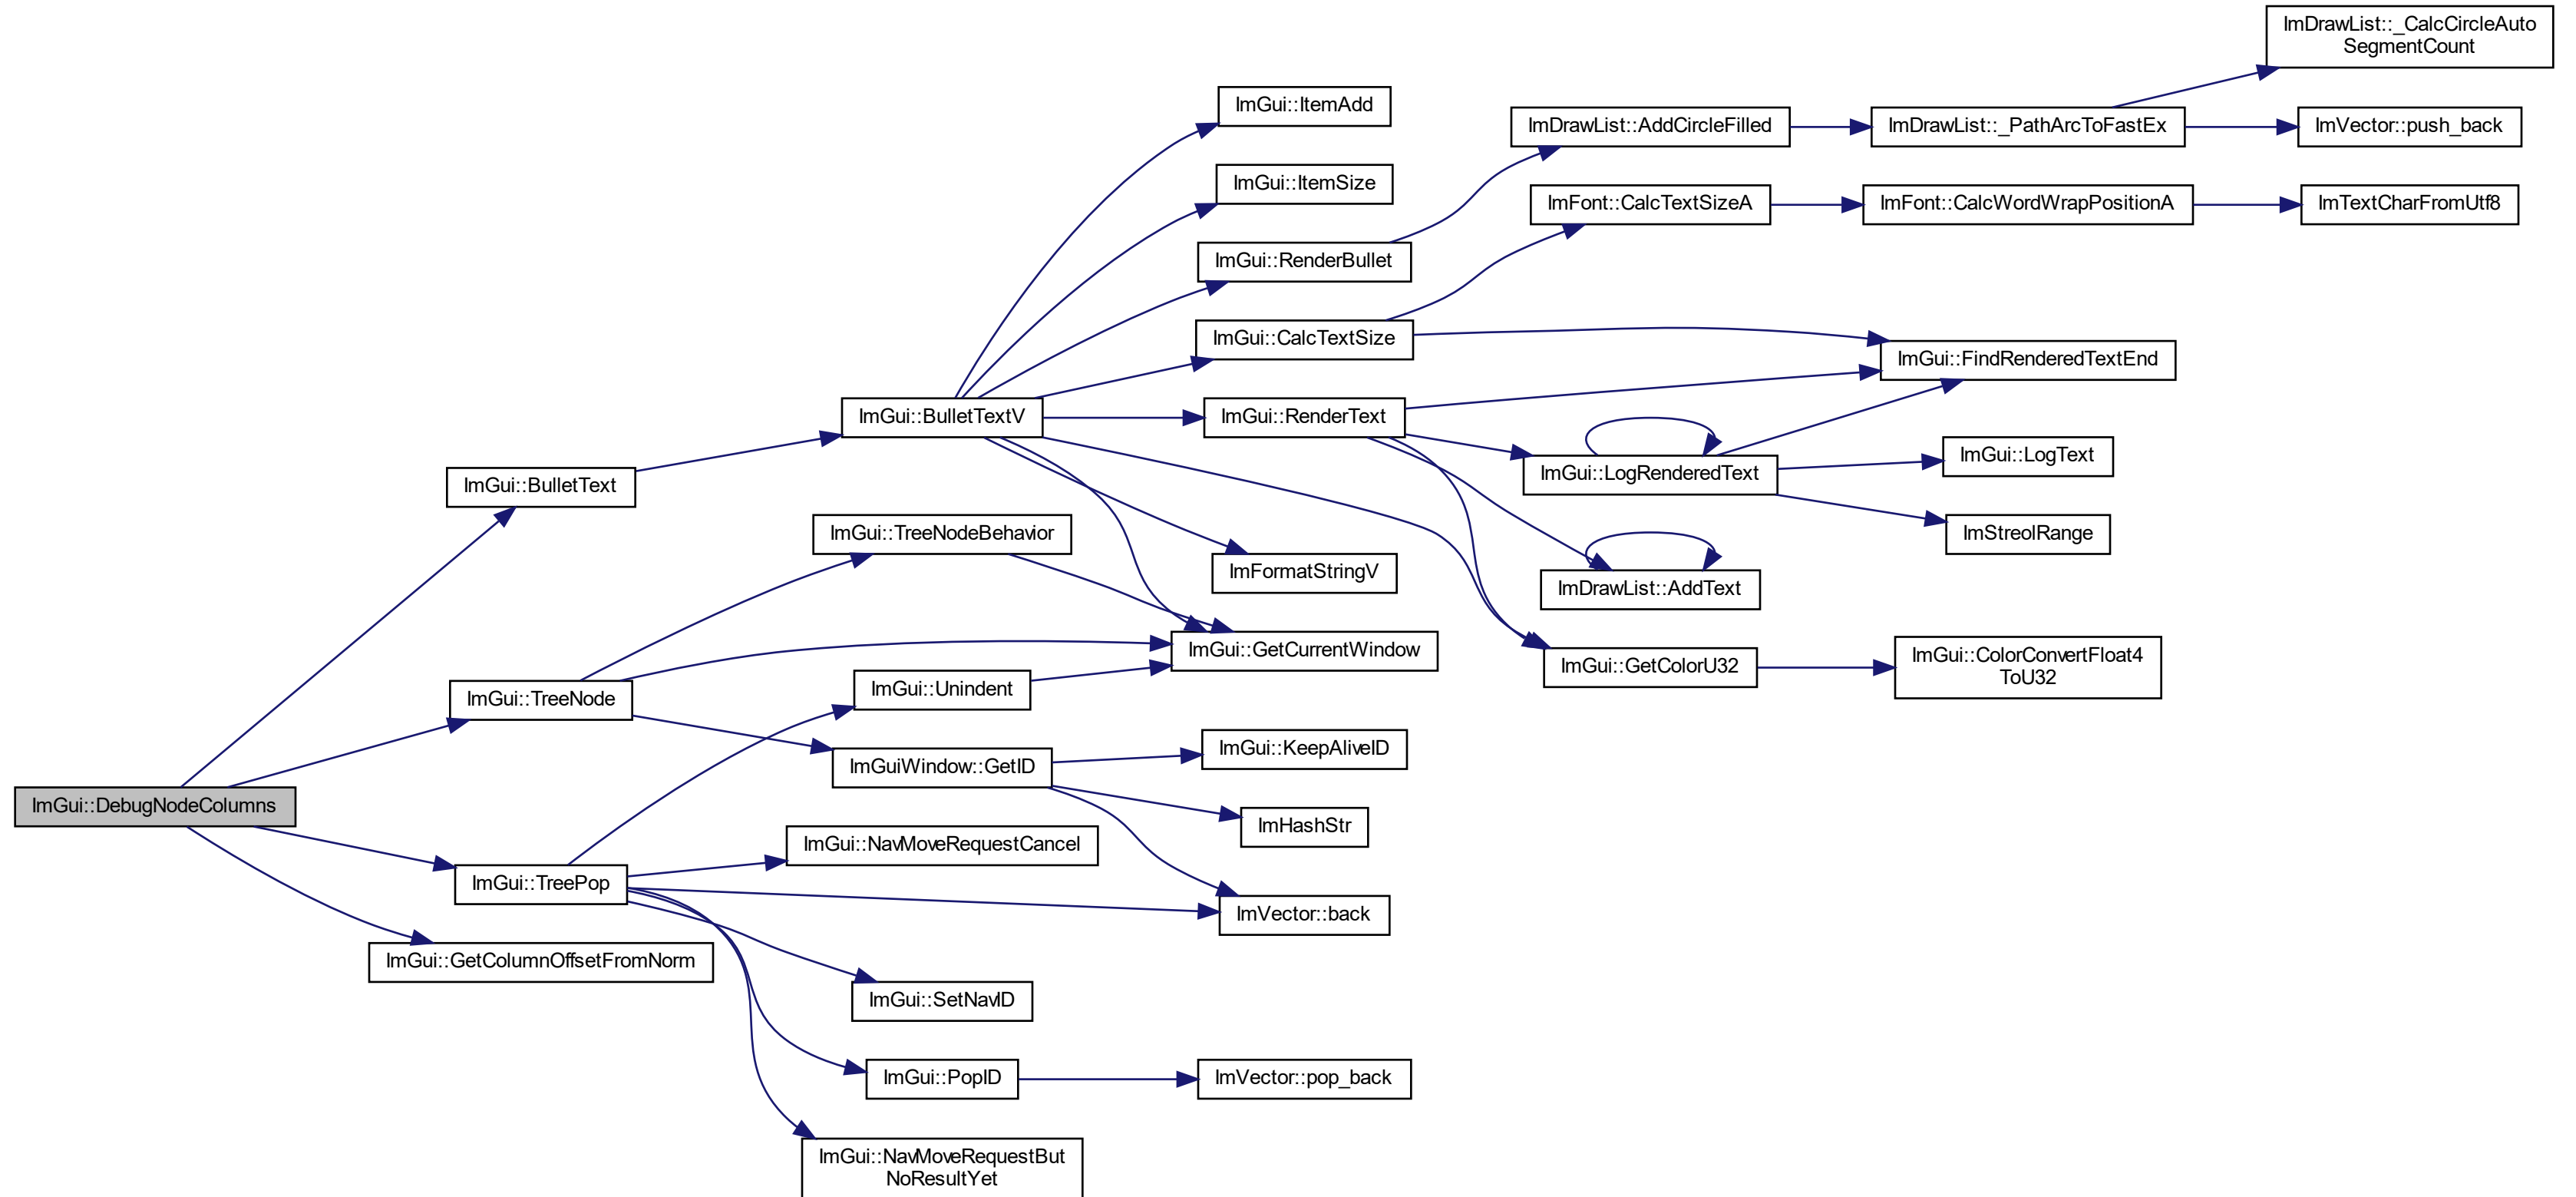 ImDrawList::_CalcCircleAuto
SegmentCount
ImGui::ItemAdd
ImDrawList::AddCircleFilled
ImDrawList::_PathArcToFastEx
ImVector::push_back
ImGui::ItemSize
ImFont::CalcTextSizeA
ImFont::CalcWordWrapPositionA
ImTextCharFromUtf8
ImGui::RenderBullet
ImGui::CalcTextSize
ImGui::FindRenderedTextEnd
ImGui::BulletTextV
ImGui::RenderText
ImGui::LogText
ImGui::BulletText
ImGui::LogRenderedText
ImGui::TreeNodeBehavior
ImStreolRange
ImFormatStringV
ImDrawList::AddText
ImGui::GetCurrentWindow
ImGui::GetColorU32
ImGui::ColorConvertFloat4
ToU32
ImGui::TreeNode
ImGui::Unindent
ImGuiWindow::GetID
ImGui::KeepAliveID
ImGui::DebugNodeColumns
ImHashStr
ImGui::NavMoveRequestCancel
ImGui::TreePop
ImVector::back
ImGui::GetColumnOffsetFromNorm
ImGui::SetNavID
ImGui::PopID
ImVector::pop_back
ImGui::NavMoveRequestBut
NoResultYet